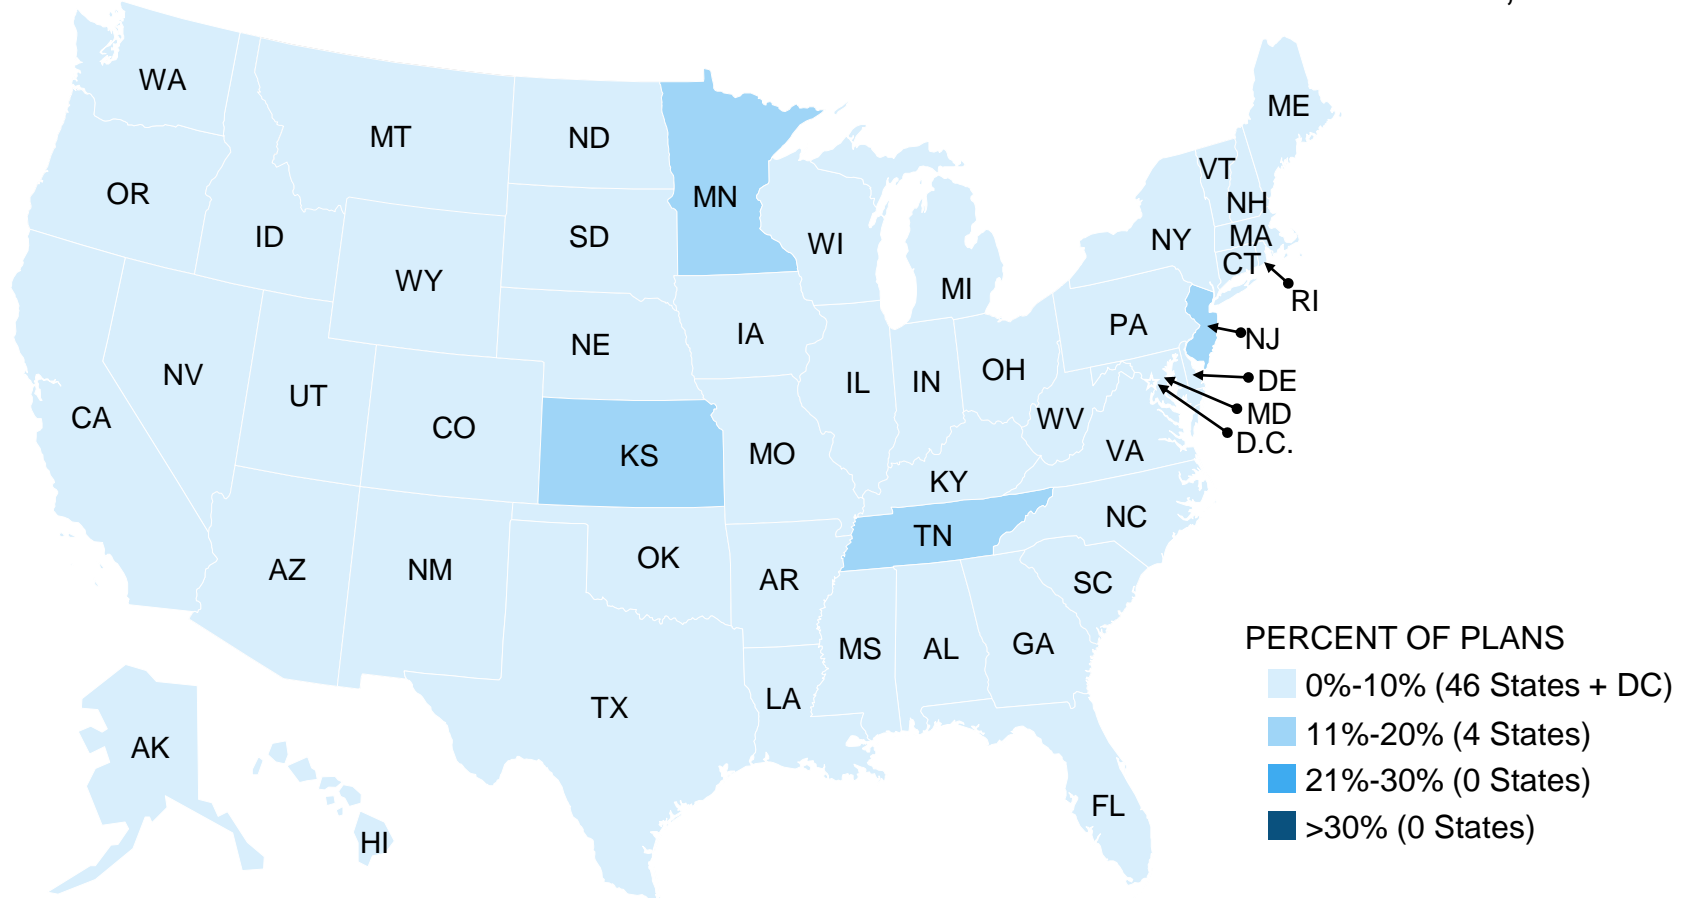 WA
MT
ND
MN
ME
OR
ID
SD
WI
VT
NH
NY
MA
CT
WY
MI
RI
NE
IA
PA
NJ
NV
UT
IL
IN
OH
DE
CA
CO
MD
WV
D.C.
KS
MO
VA
KY
NC
TN
OK
AZ
NM
AR
SC
MS
AL
GA
LA
TX
AK
HI
FL
PERCENT OF PLANS
0%-10% (46 States + DC)
11%-20% (4 States)
21%-30% (0 States)
>30% (0 States)